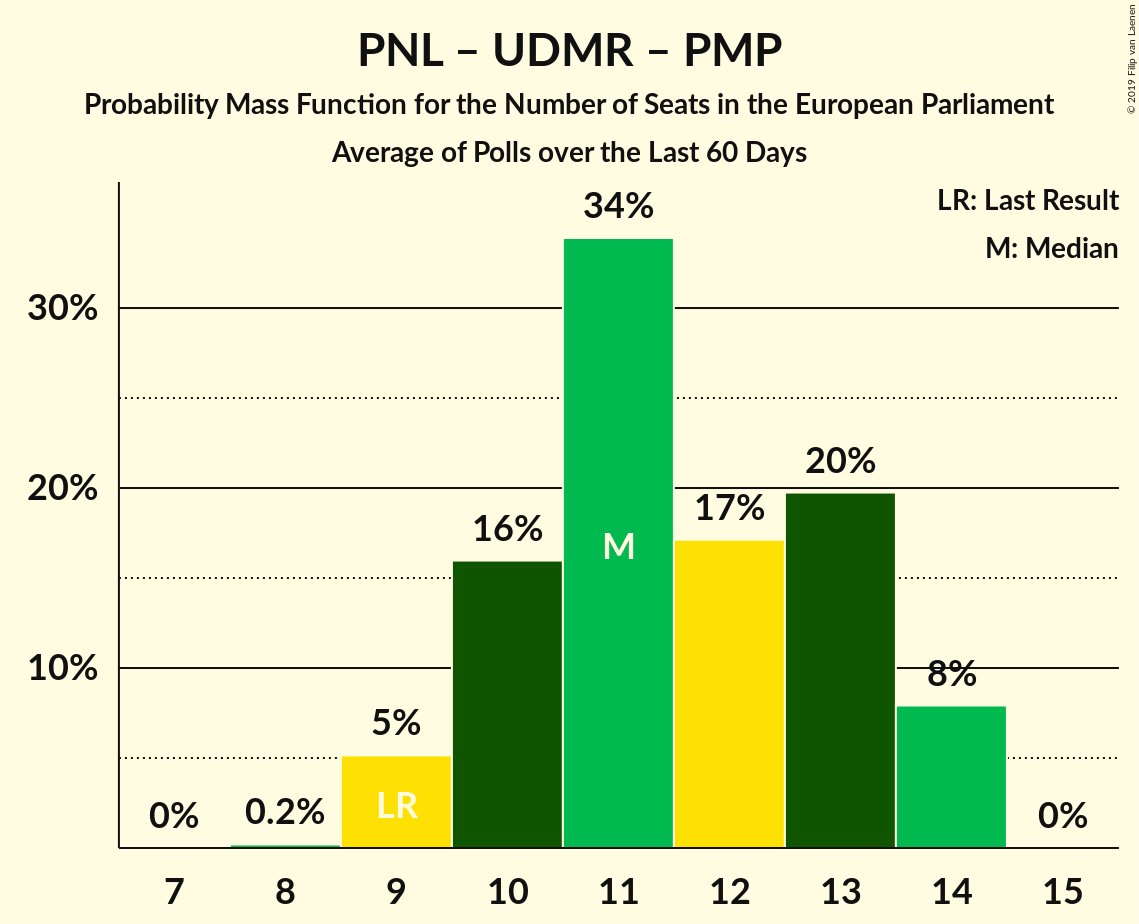 PNL – UDMR – PMP
Probability Mass Function for the Number of Seats in the European Parliament
Average of Polls over the Last 60 Days
© 2019 Filip van Laenen
LR: Last Result
M: Median
34%
30%
20%
20%
17%
16%
M
10%
8%
5%
LR
0%
0.2%
0%
7 8 9 10 11 12 13 14 15